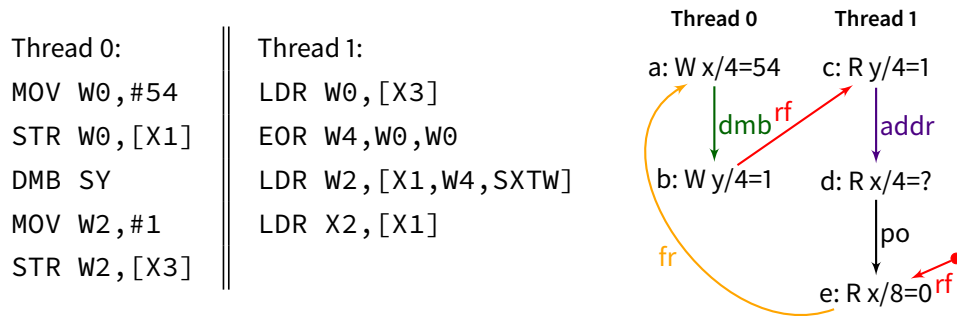 Thread 0:
MOV W0,#54
STR W0,[X1]
DMB SY
MOV W2,#1
STR W2,[X3]
Thread 1:
LDR W0,[X3]
EOR W4,W0,W0
LDR W2,[X1,W4,SXTW]
LDR X2,[X1]
Thread 0 Thread 1
a: W x/4=54 c: R y/4=1
dmb rf addr
b: W y/4=1 d: R x/4=?
fr po
e: R x/8=0 rf